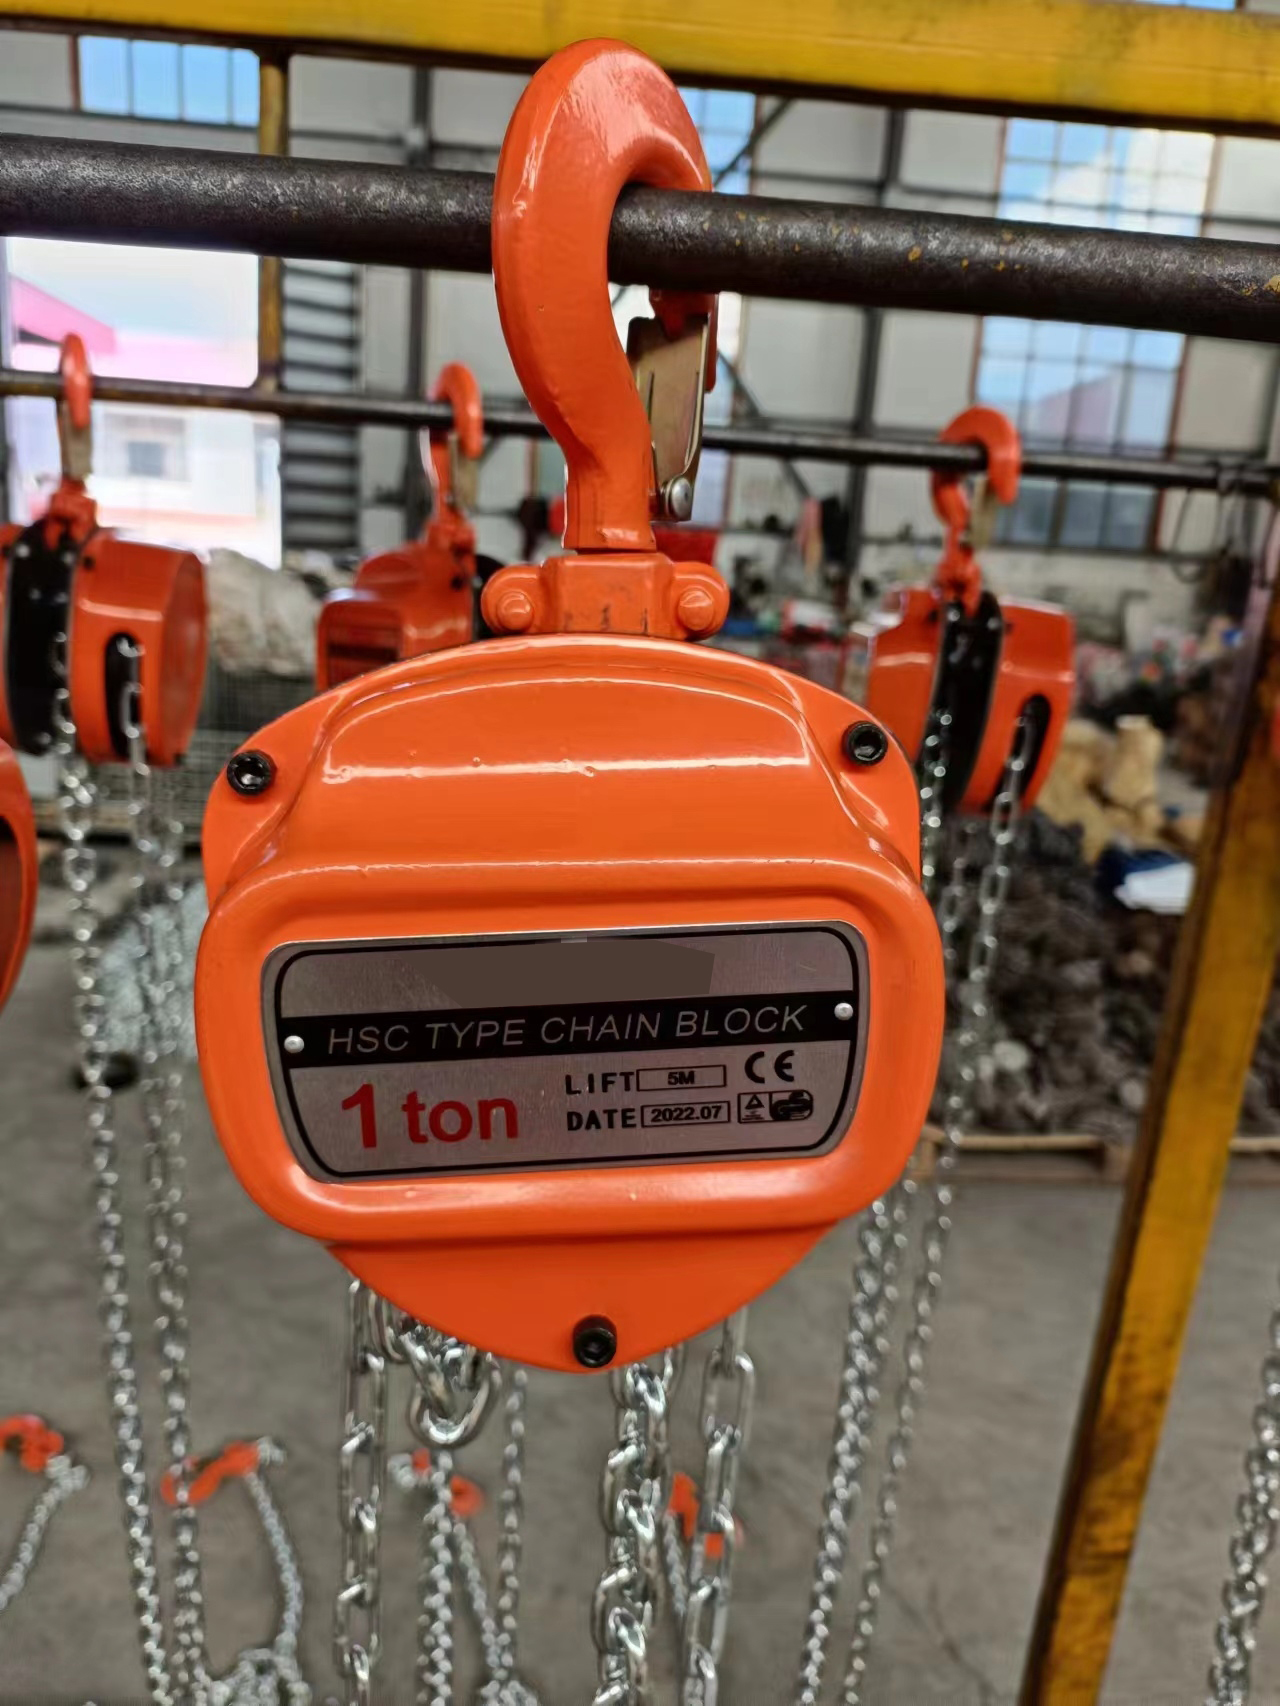 HSC TYPE CHAIN BLOCK
1 ton
LIFT 5M
CE
DATE 2022.07